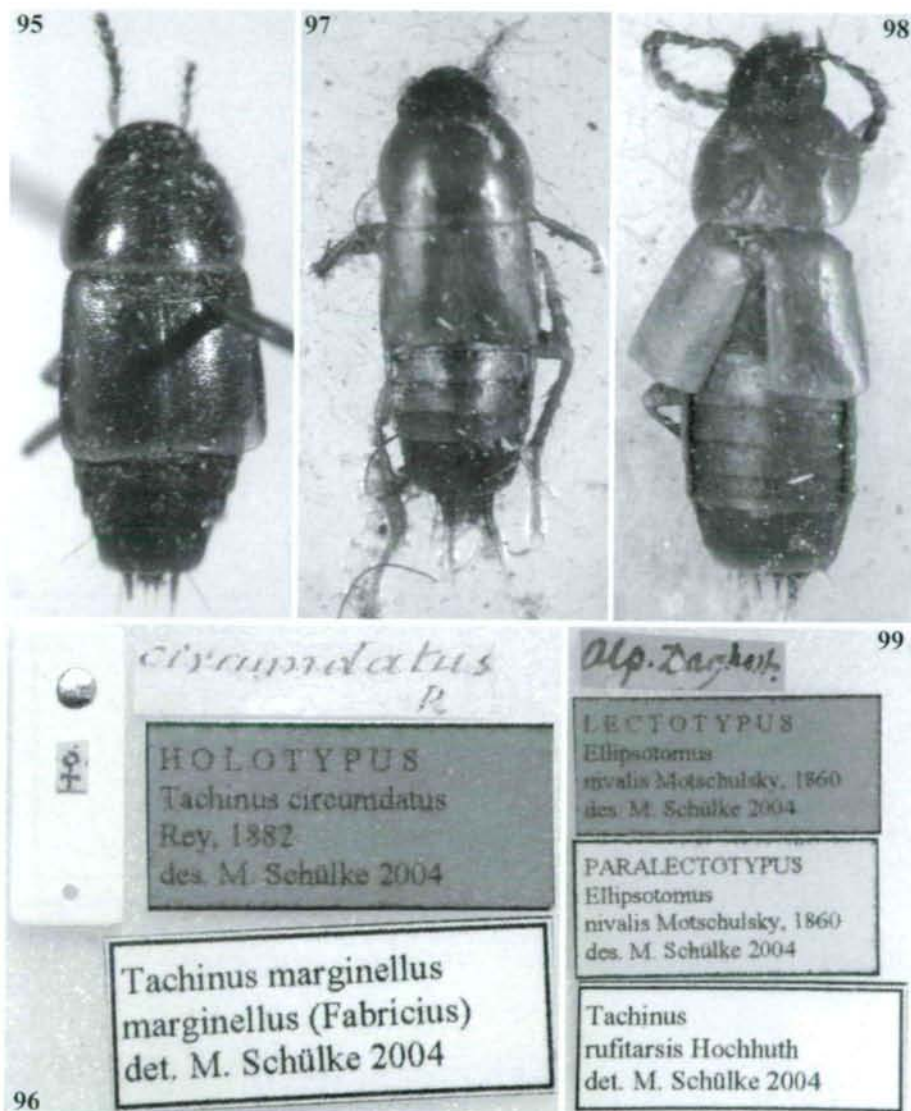 95
97
98
circumdatus
R
HOLOTYPUS
Tachinus circumdatus
Rey, 1882
des. M. Schülke 2004
Tachinus marginellus
marginellus (Fabricius)
det. M. Schülke 2004
96
99
Alp. Daghest.
LECTOTYPUS
Ellipsotomus
nivalis Motschulsky, 1860
des. M. Schülke 2004
PARALECTOTYPUS
Ellipsotomus
nivalis Motschulsky, 1860
des. M. Schülke 2004
Tachinus
rufitarsis Hochhuth
det. M. Schülke 2004